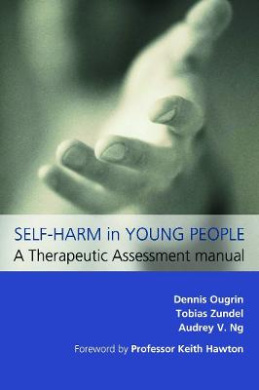 SELF-HARM in YOUNG PEOPLE
A Therapeutic Assessment manual
Dennis Ougrin
Tobias Zundel
Audrey V. Ng
Foreword by Professor Keith Hawton